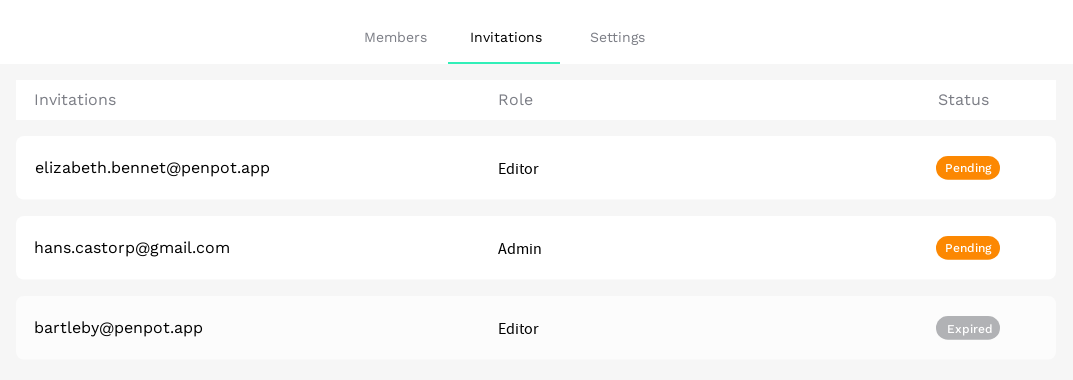 Members Invitations Settings
Invitations Role Status
elizabeth.bennet@penpot.app Editor Pending
hans.castorp@gmail.com Admin Pending
bartleby@penpot.app Editor Expired